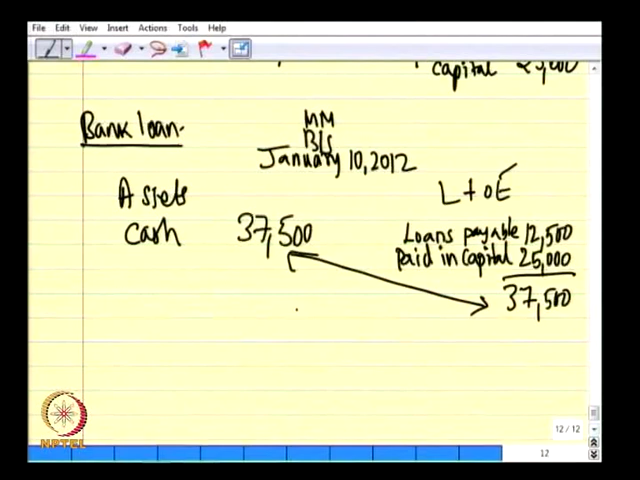 File Edit View Insert Actions Tools Help
Capital 25,000
Bank loan
MM
B/S
January 10, 2012
Assets
L + OE
Cash 37,500
Loans payable 12,500
Paid in Capital 25,000
37,500
NPTEL
12 / 12
12